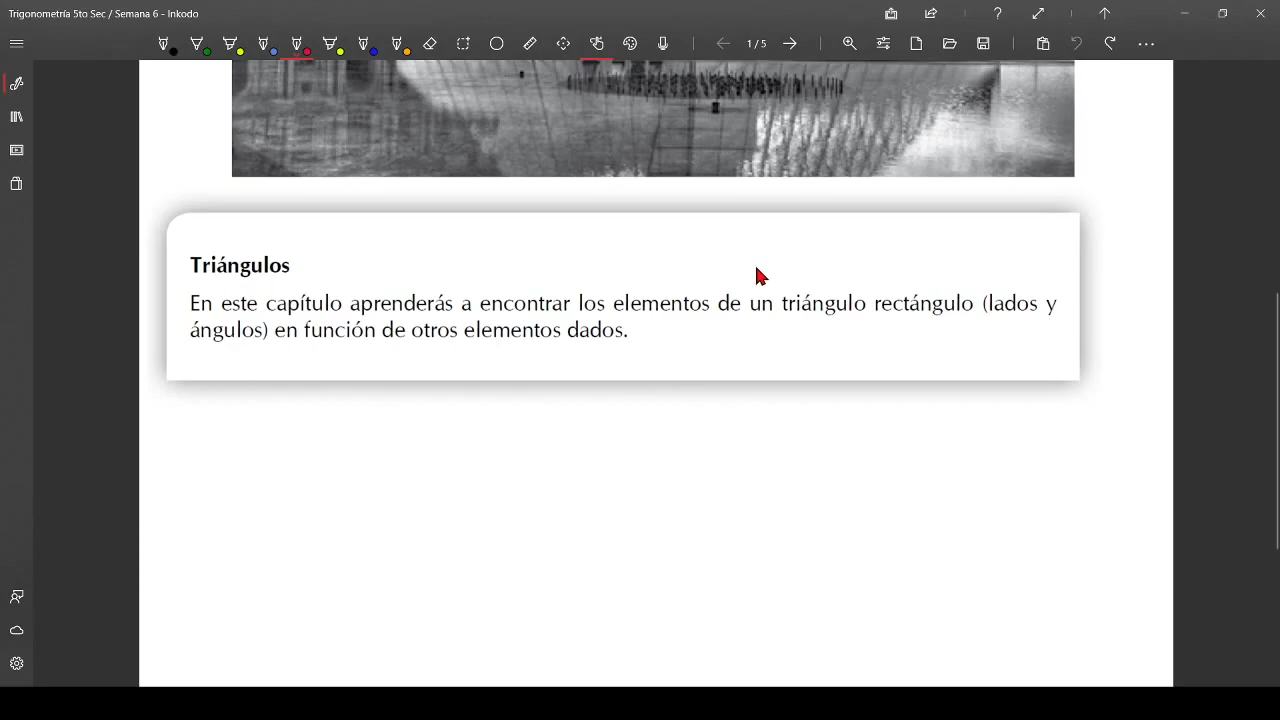 Trigonometría 5to Sec / Semana 6 - Inkodo
1 / 5
Triángulos
En este capítulo aprenderás a encontrar los elementos de un triángulo rectángulo (lados y
ángulos) en función de otros elementos dados.